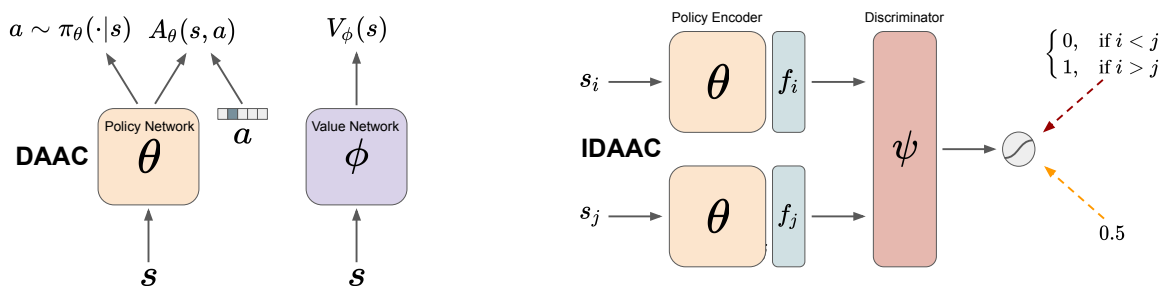 a ∼ π_θ(·|s) A_θ(s, a)
V_ϕ(s)
Policy Network
θ
a
Value Network
ϕ
DAAC
s
s
Policy Encoder
Discriminator
s_i
θ
f_i
{ 0, if i < j
1, if i > j
IDAAC
ψ
s_j
θ
f_j
0.5